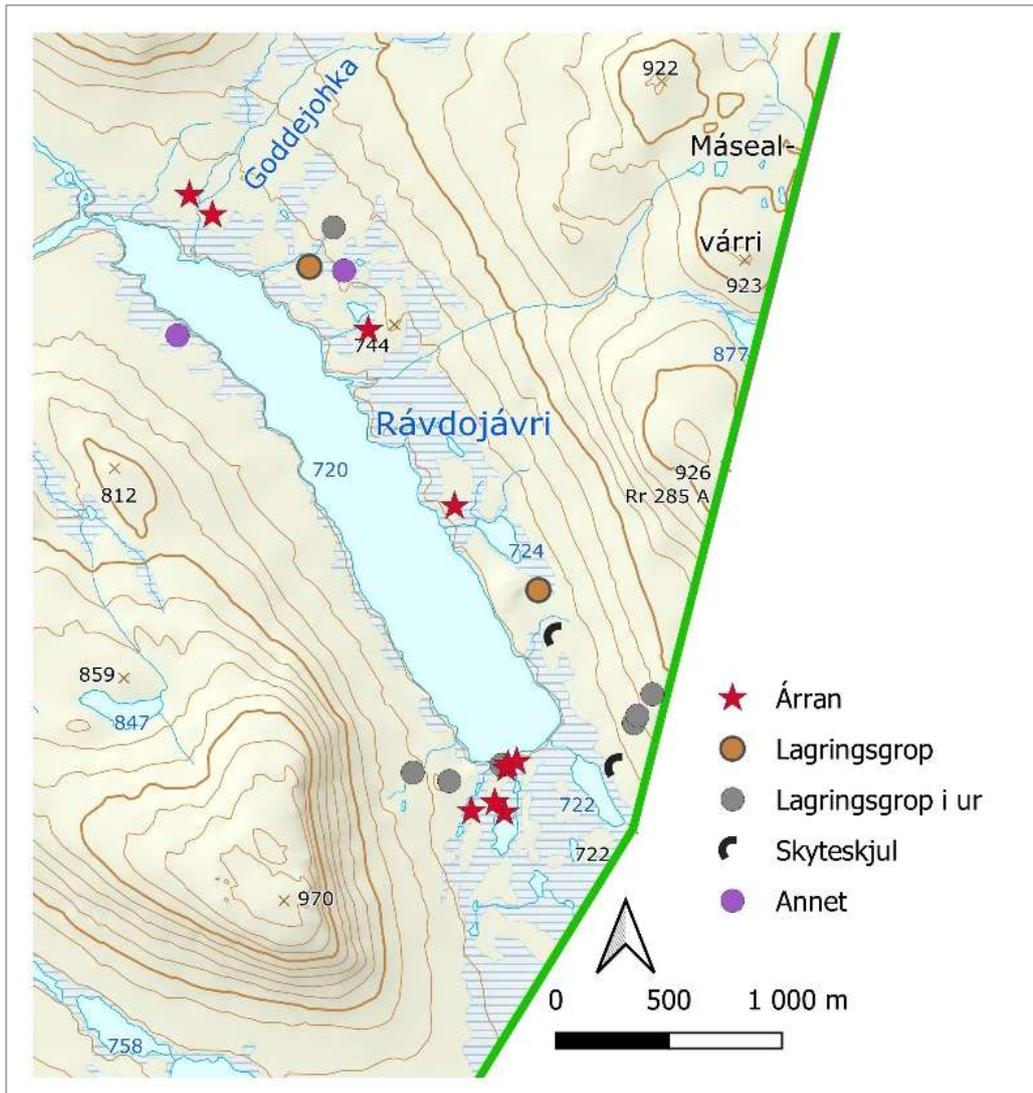 922
Goddejohka
Máseal-
várri
923
744
877
Rávdojávri
720
926
812
Rr 285 A
724
859
847
722
722
970
758
Árran
Lagringsgrop
Lagringsgrop i ur
Skyteskjul
Annet
0 500 1 000 m